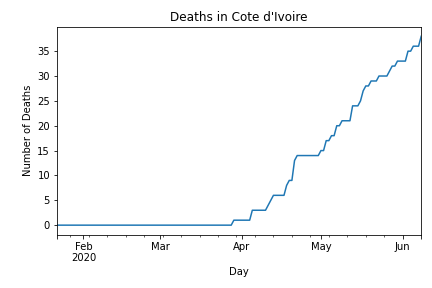 Deaths in Cote d'Ivoire
Number of Deaths
35
30
25
20
15
10
5
0
Feb
2020
Mar
Apr
May
Jun
Day